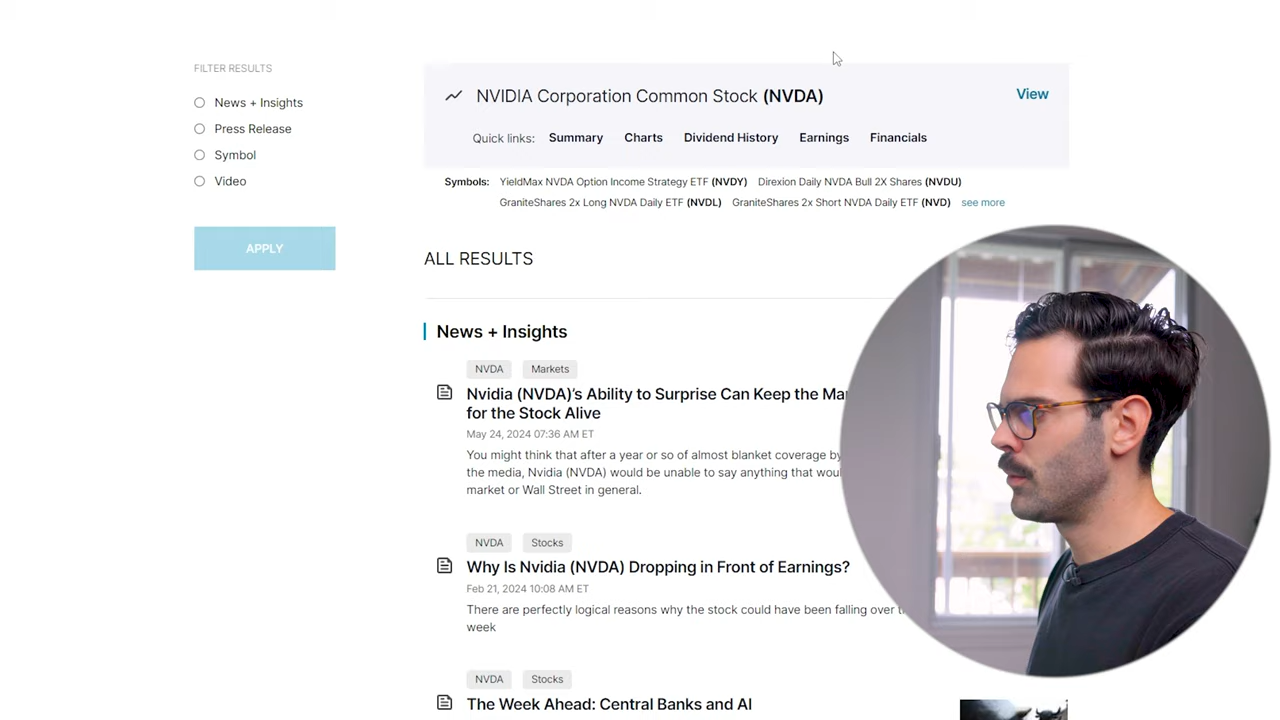 FILTER RESULTS
News + Insights
Press Release
Symbol
Video
APPLY
NVIDIA Corporation Common Stock (NVDA)
View
Quick links: Summary Charts Dividend History Earnings Financials
Symbols: YieldMax NVDA Option Income Strategy ETF (NVDY) Direxion Daily NVDA Bull 2X Shares (NVDU)
GraniteShares 2x Long NVDA Daily ETF (NVDL) GraniteShares 2x Short NVDA Daily ETF (NVD) see more
ALL RESULTS
News + Insights
NVDA Markets
Nvidia (NVDA)'s Ability to Surprise Can Keep the
for the Stock Alive
May 24, 2024 07:36 AM ET
You might think that after a year or so of almost blanket coverage by
the media, Nvidia (NVDA) would be unable to say anything that
market or Wall Street in general.
NVDA Stocks
Why Is Nvidia (NVDA) Dropping in Front of Earnings?
Feb 21, 2024 10:08 AM ET
There are perfectly logical reasons why the stock could have been falling over
week
NVDA Stocks
The Week Ahead: Central Banks and AI